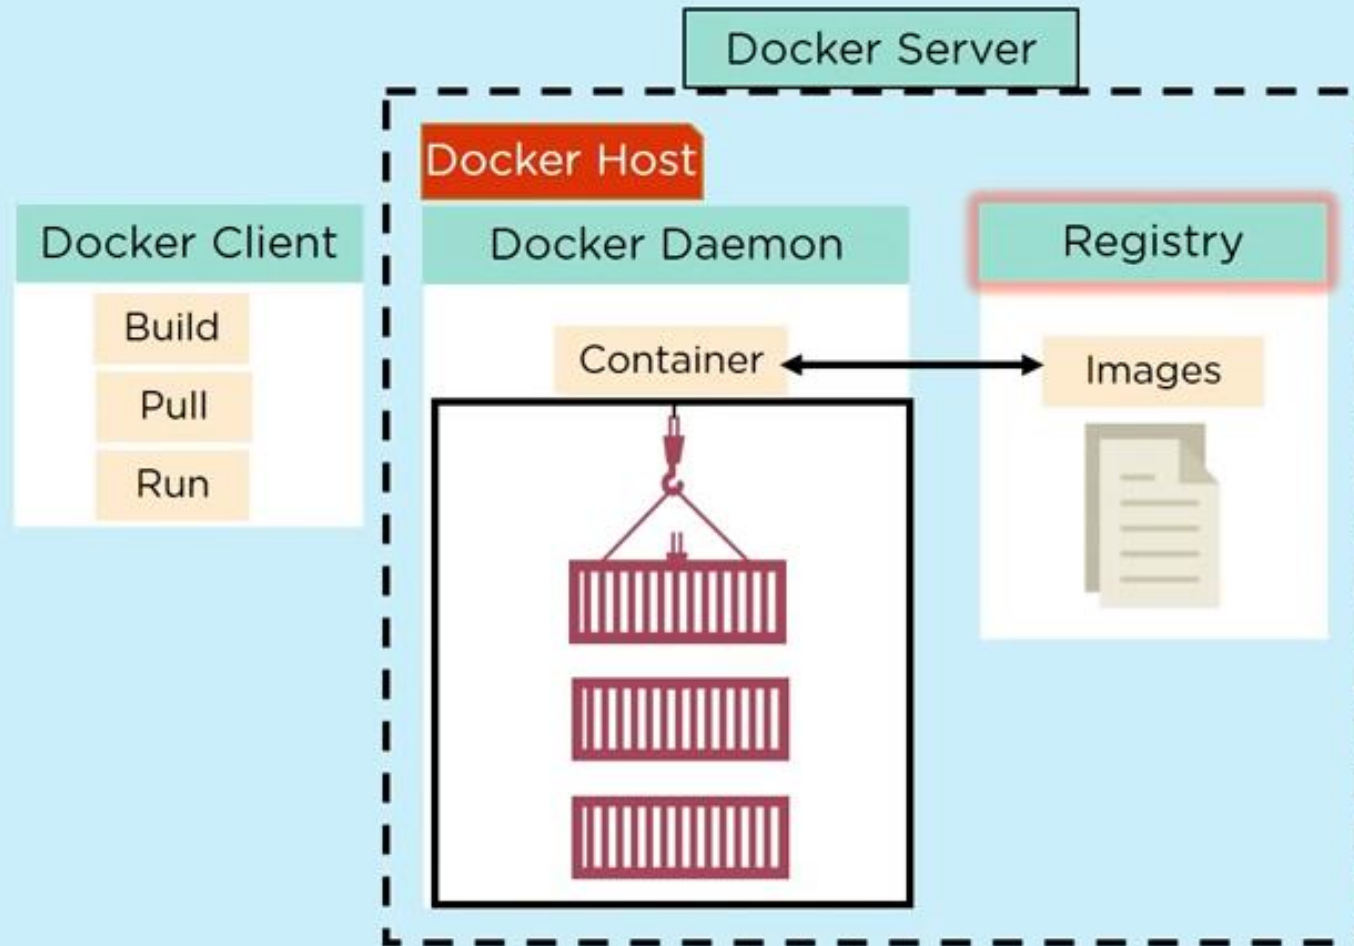 Docker Server
Docker Host
Docker Client
Docker Daemon
Registry
Build
Pull
Run
Container
Images